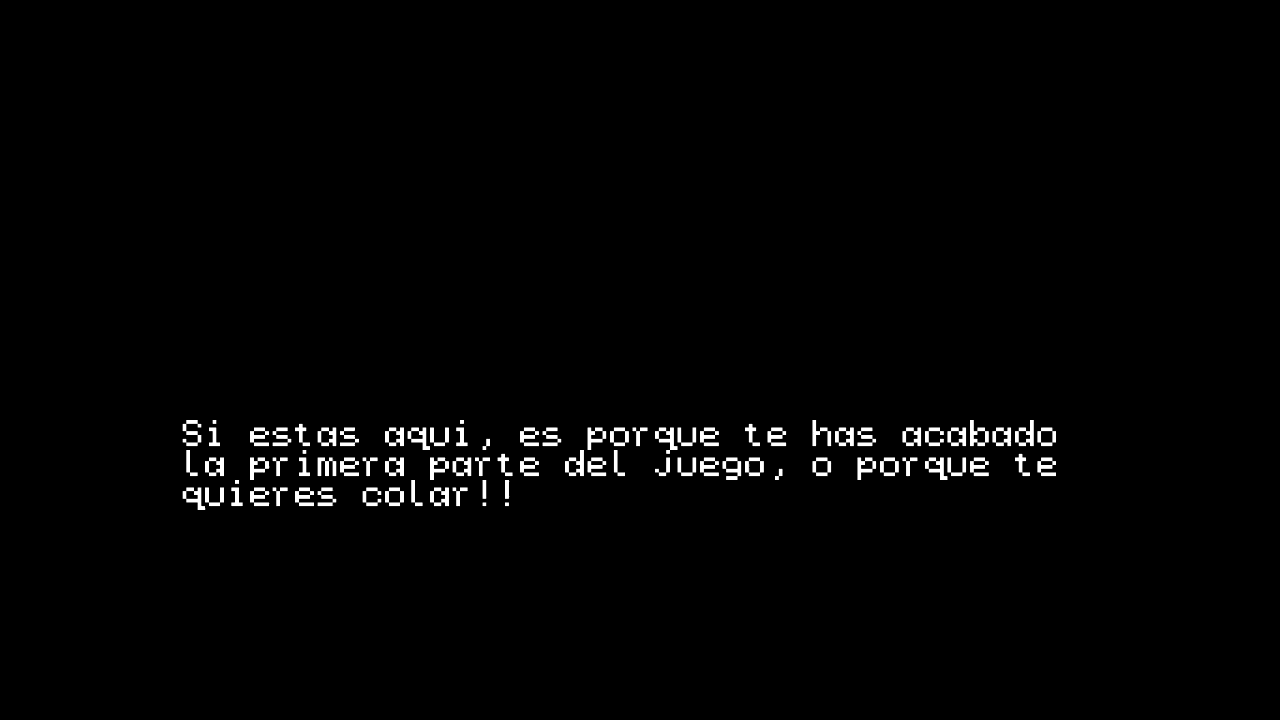 Si estas aqui, es porque te has acabado
la primera parte del juego, o porque te
quieres colar!!